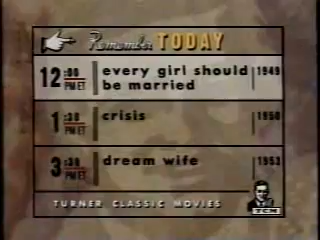 Remember TODAY
12:00 PM ET every girl should be married 1949
1:30 PM ET crisis 1950
3:30 PM ET dream wife 1953
TURNER CLASSIC MOVIES
TCM